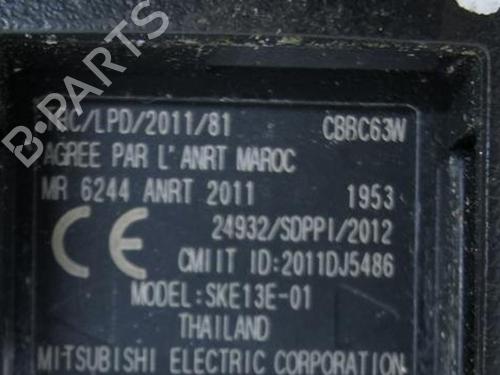 /LPD/2011/81 CBBC63W
AGREE PAR L'ANRT MAROC
MR 6244 ANRT 2011 1953
24932/SDPPI/2012
CE CMIIT ID:2011DJ5486
MODEL:SKE13E-01
THAILAND
MITSUBISHI ELECTRIC CORPORATION
B-PARTS